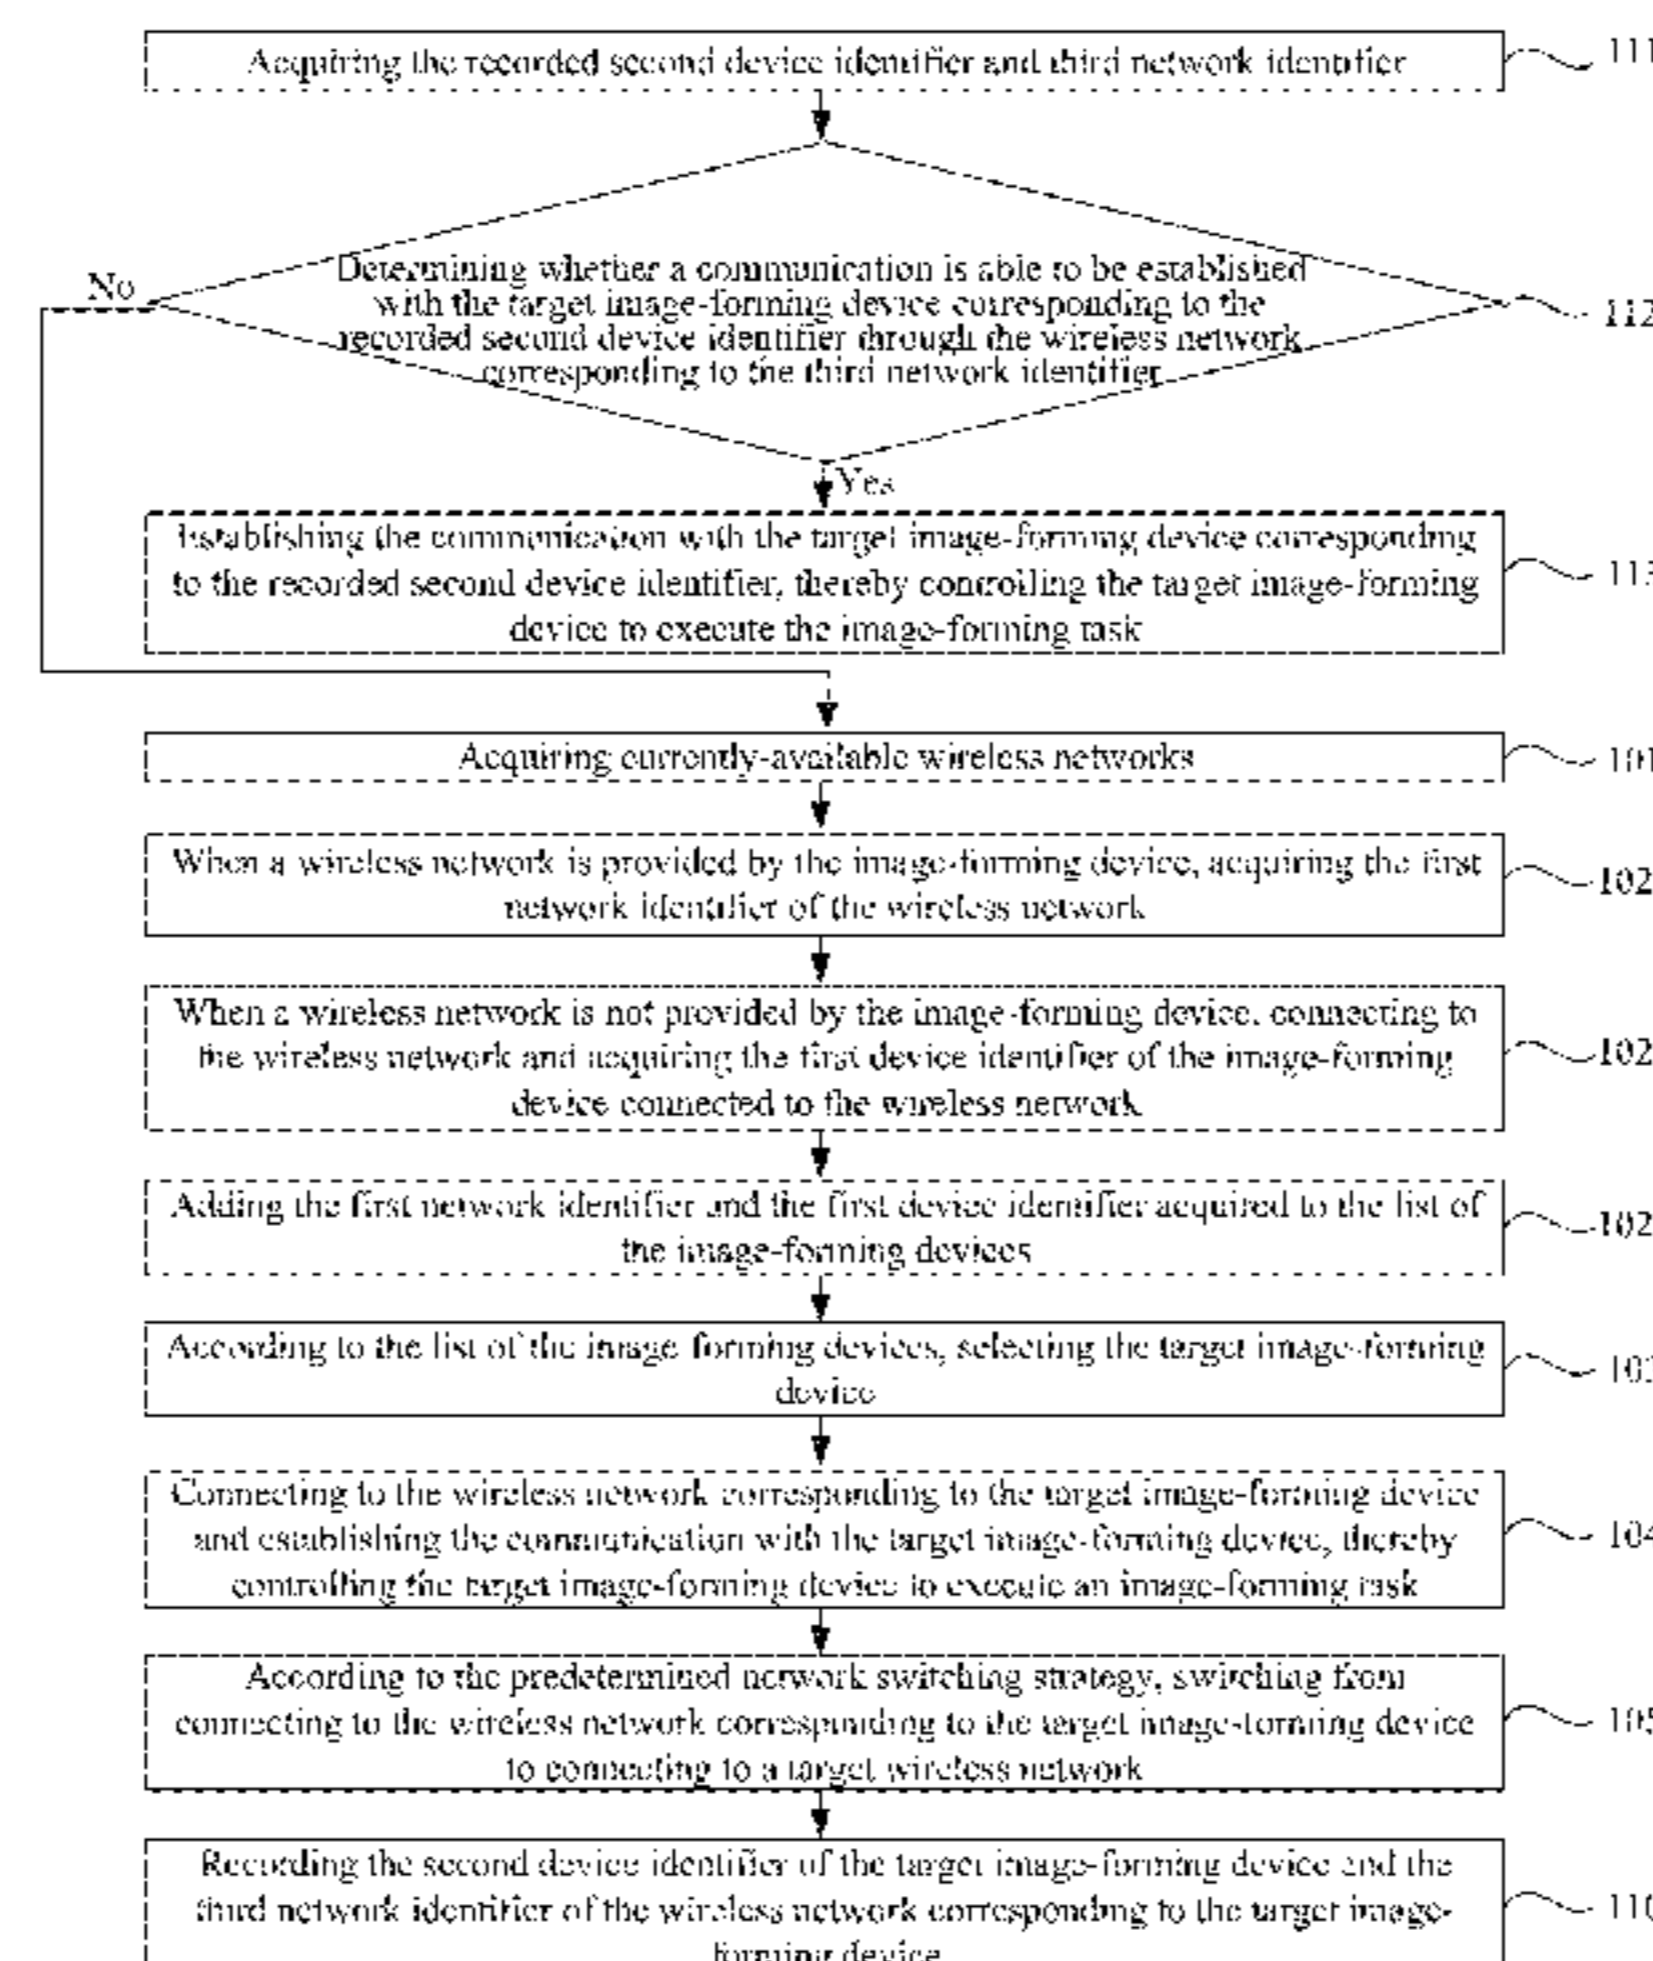 Acquiring the recorded second device identifier and third network identifier
111
Determining whether a communication is able to be established
with the target image-forming device corresponding to the
recorded second device identifier through the wireless network
corresponding to the third network identifier
No
112
Yes
Establishing the communication with the target image-forming device corresponding
to the recorded second device identifier, thereby controlling the target image-forming
device to execute the image-forming task
113
Acquiring currently-available wireless networks
101
When a wireless network is provided by the image-forming device, acquiring the first
network identifier of the wireless network
102
When a wireless network is not provided by the image-forming device, connecting to
the wireless network and acquiring the first device identifier of the image-forming
device connected to the wireless network
102
Adding the first network identifier and the first device identifier acquired to the list of
the image-forming devices
102
According to the list of the image-forming devices, selecting the target image-forming
device
103
Connecting to the wireless network corresponding to the target image-forming device
and establishing the communication with the target image-forming device, thereby
controlling the target image-forming device to execute an image-forming task
104
According to the predetermined network switching strategy, switching from
connecting to the wireless network corresponding to the target image-forming device
to connecting to a target wireless network
105
Recording the second device identifier of the target image-forming device and the
third network identifier of the wireless network corresponding to the target image-
forming device
110